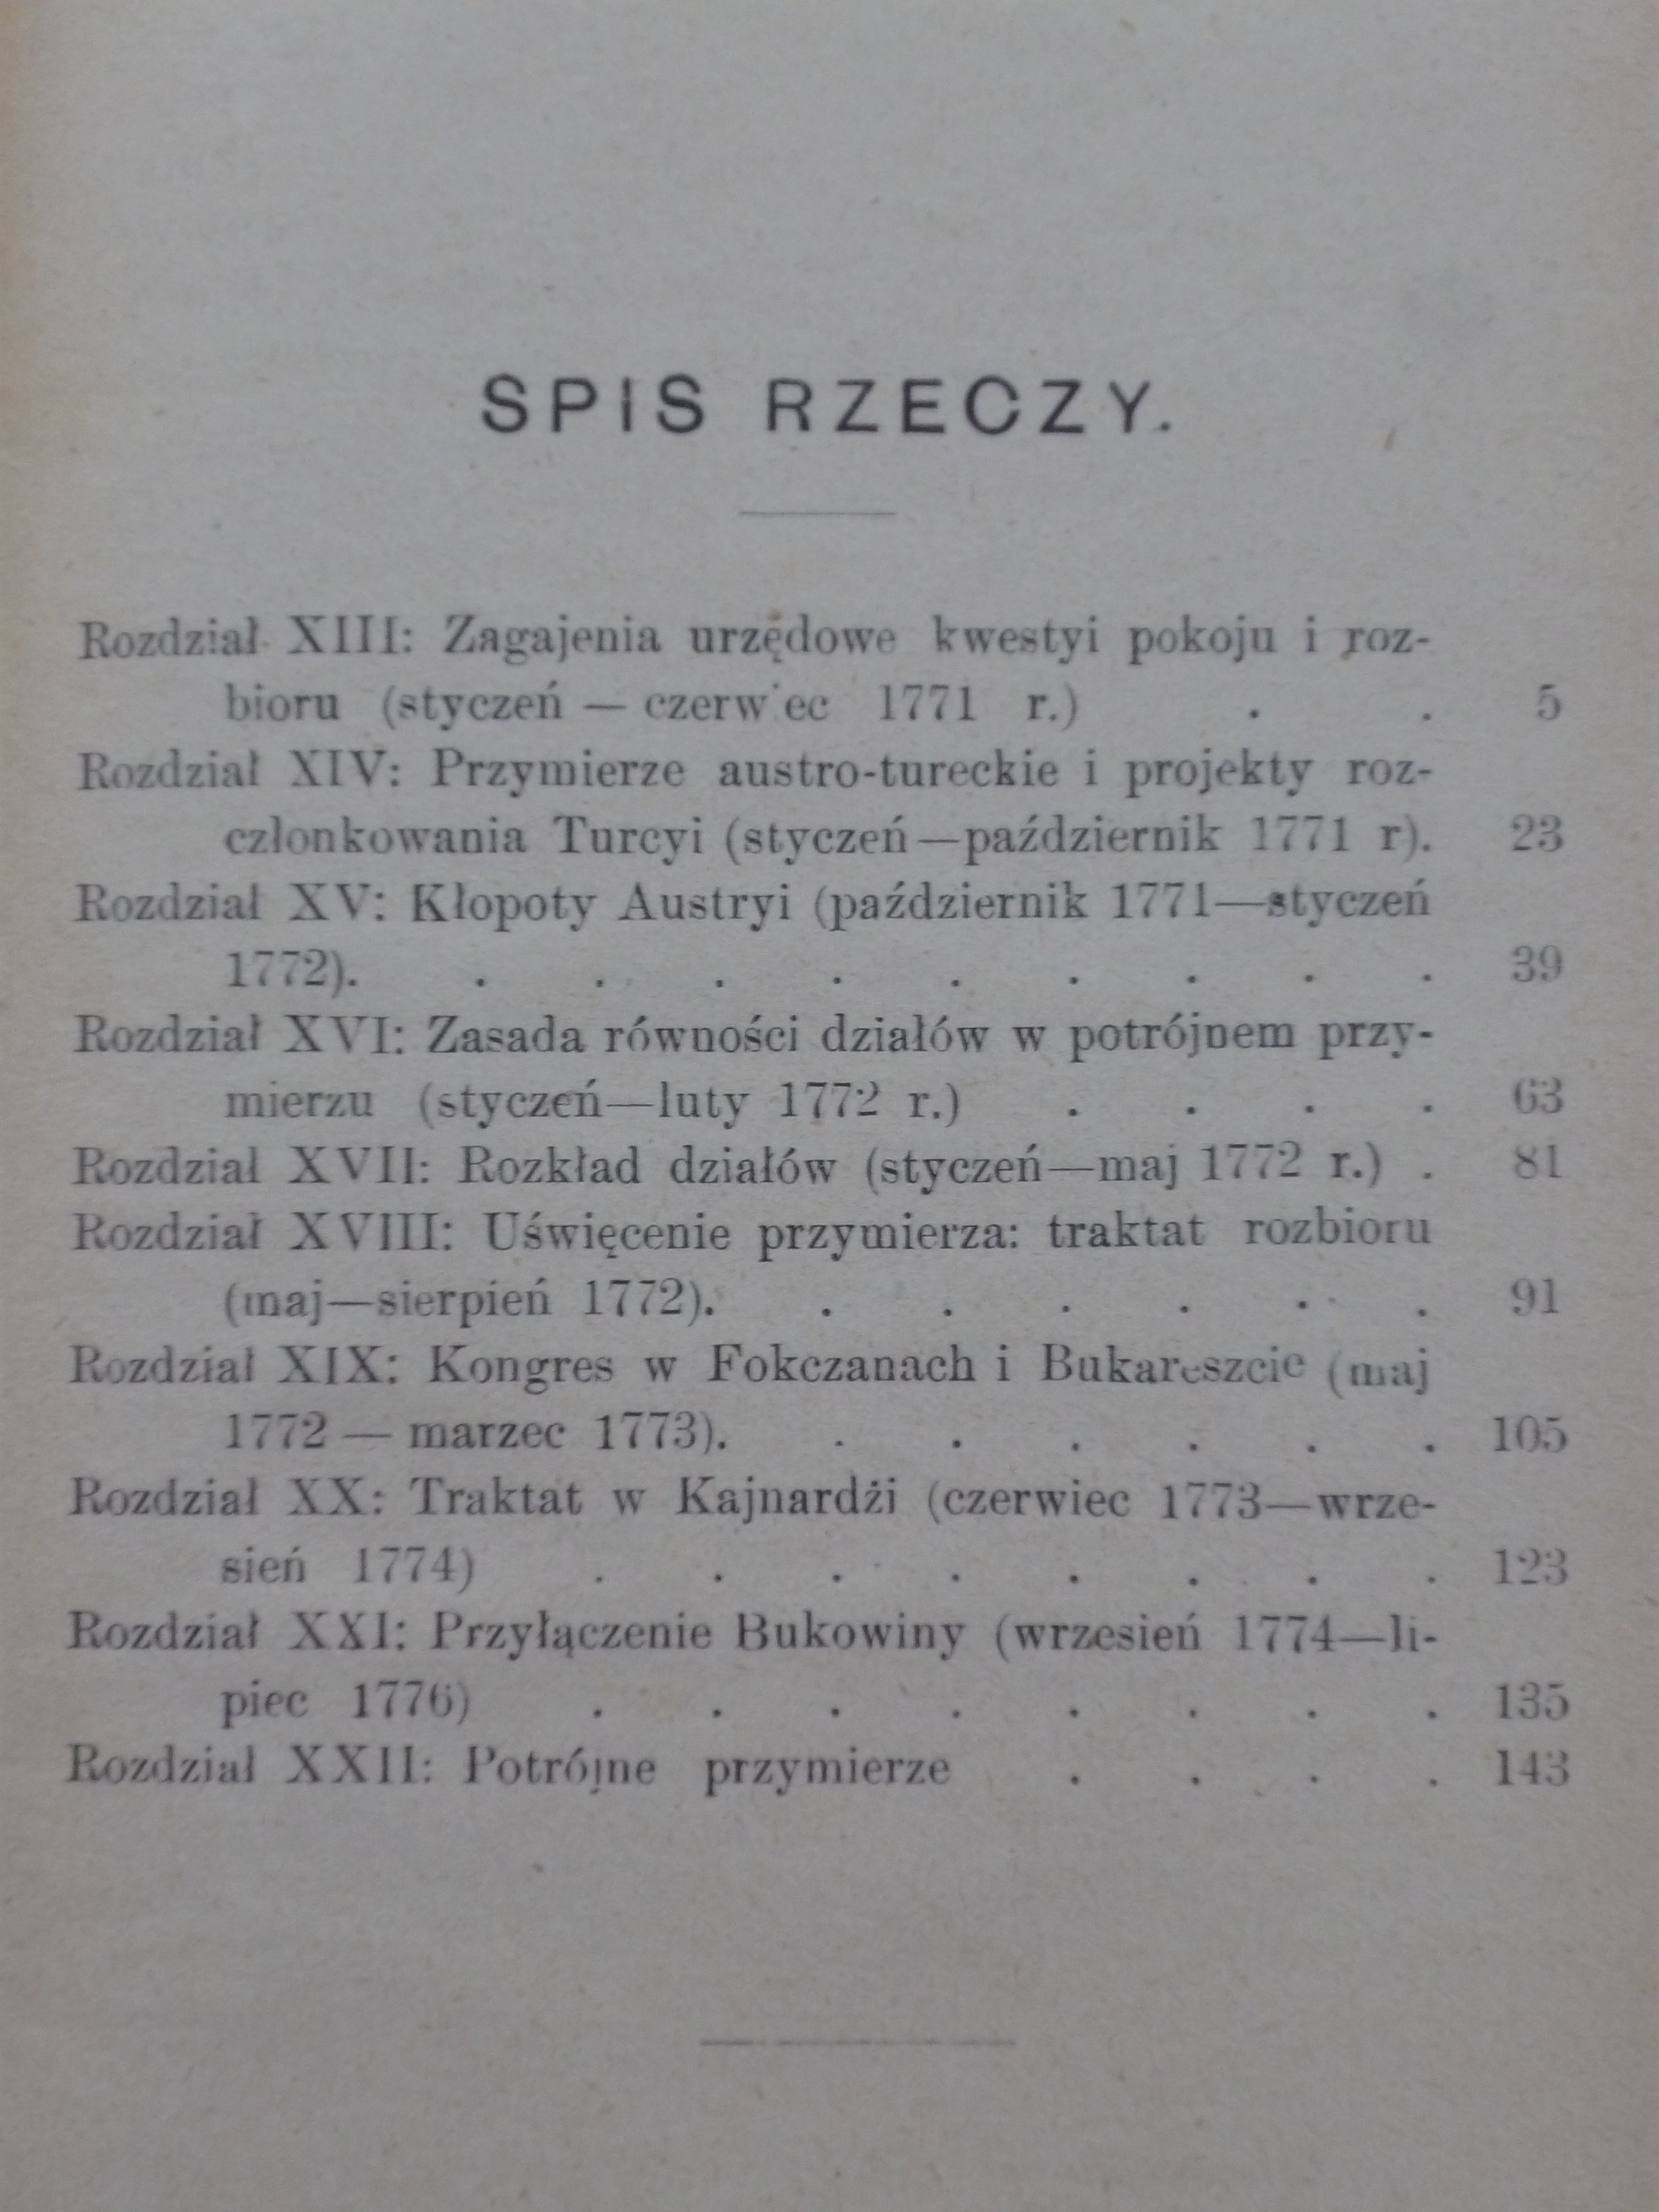 SPIS RZECZY.
Rozdział XIII: Zagajenia urzędowe kwestyi pokoju i roz-
bioru (styczeń — czerwiec 1771 r.) . . 5
Rozdział XIV: Przymierze austro-tureckie i projekty roz-
członkowania Turcyi (styczeń—październik 1771 r). 23
Rozdział XV: Kłopoty Austryi (październik 1771—styczeń
1772). . . . . . . . . . 39
Rozdział XVI: Zasada równości działów w potrójnem przy-
mierzu (styczeń—luty 1772 r.) . . . . 63
Rozdział XVII: Rozkład działów (styczeń—maj 1772 r.) . 81
Rozdział XVIII: Uświęcenie przymierza: traktat rozbioru
(maj—sierpień 1772). . . . . . . 91
Rozdział XIX: Kongres w Fokczanach i Bukareszcie (maj
1772 — marzec 1773). . . . . . . 105
Rozdział XX: Traktat w Kajnardżi (czerwiec 1773—wrze-
sień 1774) . . . . . . . . 123
Rozdział XXI: Przyłączenie Bukowiny (wrzesień 1774—li-
piec 1776) . . . . . . . . 135
Rozdział XXII: Potrójne przymierze . . . . 143